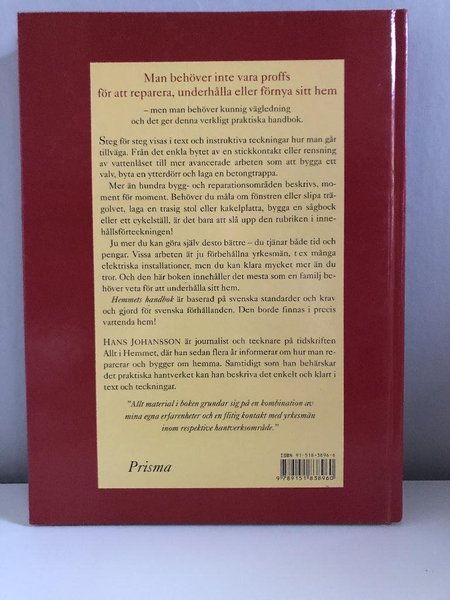 Man behöver inte vara proffs
för att reparera, underhålla eller förnya sitt hem
– men man behöver kunnig vägledning
och det ger denna verkligt praktiska handbok.
Steg för steg visas i text och instruktiva teckningar hur man går
tillväga. Från det enkla bytet av en stickkontakt eller rensning
av vattenlåset till mer avancerade arbeten som att bygga ett
valv, byta en ytterdörr och laga en betongtrappa.
Mer än hundra bygg- och reparationsområden beskrivs, mo-
ment för moment. Behöver du måla om fönstren eller slipa trä-
golvet, laga en trasig stol eller kakelplatta, bygga en sågbock
eller ett cykelställ, är det bara att slå upp den rubriken i inne-
hållsförteckningen!
Ju mer du kan göra själv desto bättre – du tjänar både tid och
pengar. Vissa arbeten är ju förbehållna yrkesmän, t ex många
elektriska installationer, men du kan klara mycket mer än du
tror. Och den här boken innehåller det mesta som en familj be-
höver veta för att underhålla sitt hem.
Hemmets handbok är baserad på svenska standarder och krav
och gjord för svenska förhållanden. Den borde finnas i precis
vartenda hem!
HANS JOHANSSON är journalist och tecknare på tidskriften
Allt i Hemmet, där han sedan flera år informerar om hur man re-
parerar och bygger om hemma. Samtidigt som han behärskar
det praktiska hantverket kan han beskriva det enkelt och klart i
text och teckningar.
"Allt material i boken grundar sig på en kombination av
mina egna erfarenheter och en flitig kontakt med yrkesmän
inom respektive hantverksområde."
Prisma
ISBN 91-518-3896-6
9 789151 838960